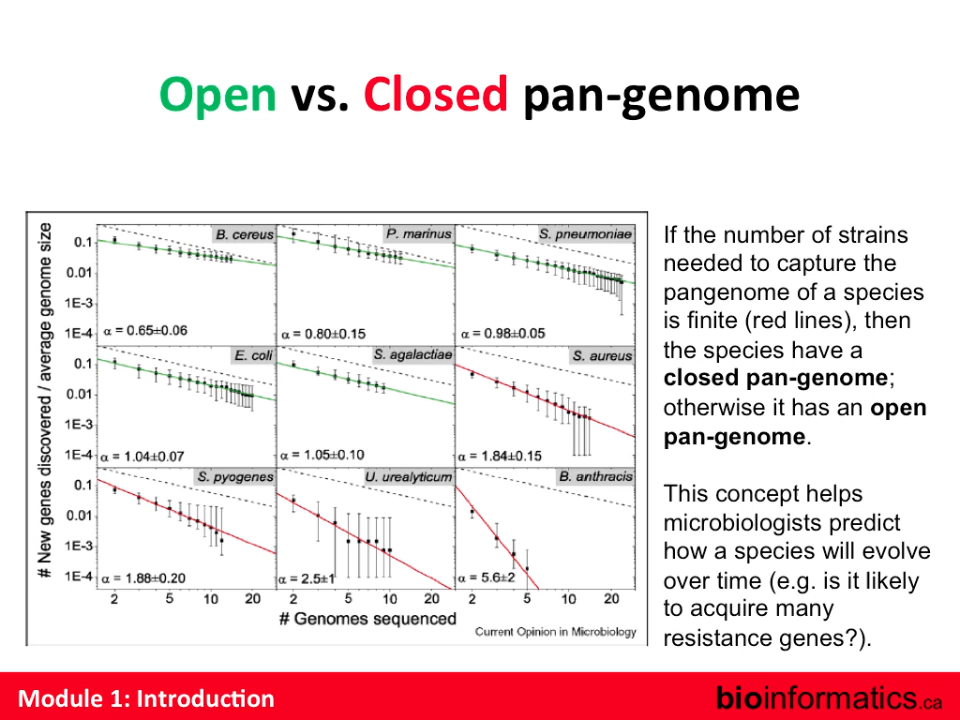 Open vs. Closed pan-genome
# New genes discovered / average genome size
B. cereus
P. marinus
S. pneumoniae
0.1
0.01
1E-3
1E-4
α = 0.65±0.06
α = 0.80±0.15
α = 0.98±0.05
E. coli
S. agalactiae
S. aureus
0.1
0.01
1E-3
1E-4
α = 1.04±0.07
α = 1.05±0.10
α = 1.84±0.15
S. pyogenes
U. urealyticum
B. anthracis
0.1
0.01
1E-3
1E-4
α = 1.88±0.20
α = 2.5±1
α = 5.6±2
2 10 20 2 10 20 2 10 20
# Genomes sequenced
Current Opinion in Microbiology
If the number of strains
needed to capture the
pangenome of a species
is finite (red lines), then
the species have a
closed pan-genome;
otherwise it has an open
pan-genome.
This concept helps
microbiologists predict
how a species will evolve
over time (e.g. is it likely
to acquire many
resistance genes?).
Module 1: Introduction
bioinformatics.ca